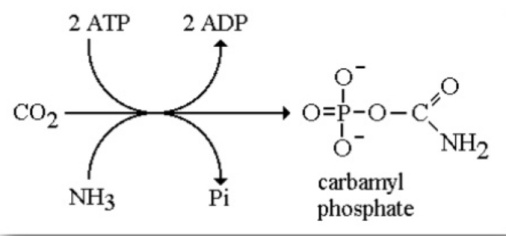 2 ATP 2 ADP
CO2
NH3 Pi
O-
O=P-O-C
O
O-
NH2
carbamyl
phosphate